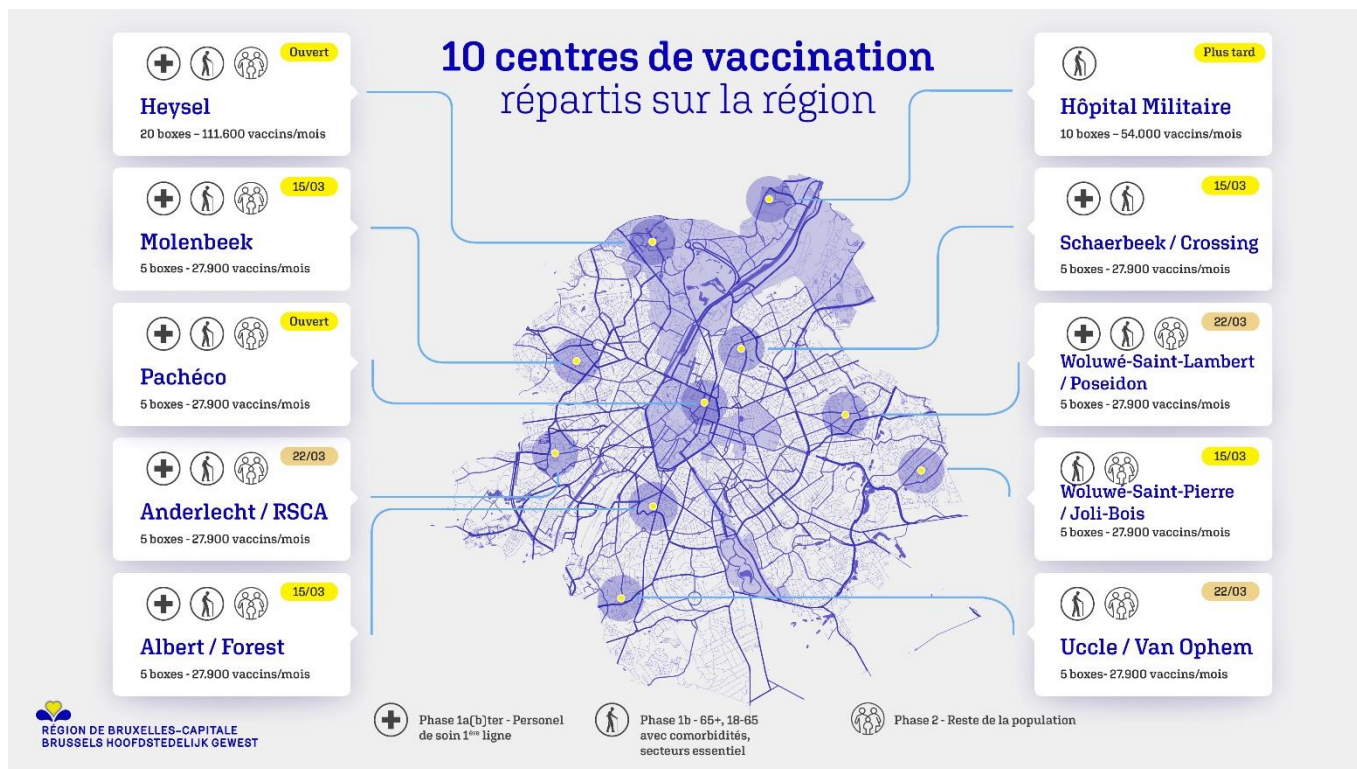 10 centres de vaccination
répartis sur la région
Ouvert
Heysel
20 boxes – 111.600 vaccins/mois
15/03
Molenbeek
5 boxes - 27.900 vaccins/mois
Ouvert
Pachéco
5 boxes - 27.900 vaccins/mois
22/03
Anderlecht / RSCA
5 boxes - 27.900 vaccins/mois
15/03
Albert / Forest
5 boxes - 27.900 vaccins/mois
Plus tard
Hôpital Militaire
10 boxes – 54.000 vaccins/mois
15/03
Schaerbeek / Crossing
5 boxes - 27.900 vaccins/mois
22/03
Woluwé-Saint-Lambert
/ Poseidon
5 boxes - 27.900 vaccins/mois
15/03
Woluwé-Saint-Pierre
/ Joli-Bois
5 boxes - 27.900 vaccins/mois
22/03
Uccle / Van Ophem
5 boxes- 27.900 vaccins/mois
RÉGION DE BRUXELLES-CAPITALE
BRUSSELS HOOFDSTEDELIJK GEWEST
Phase 1a(b)ter - Personel
de soin 1ère ligne
Phase 1b - 65+, 18-65
avec comorbidités,
secteurs essentiel
Phase 2 - Reste de la population